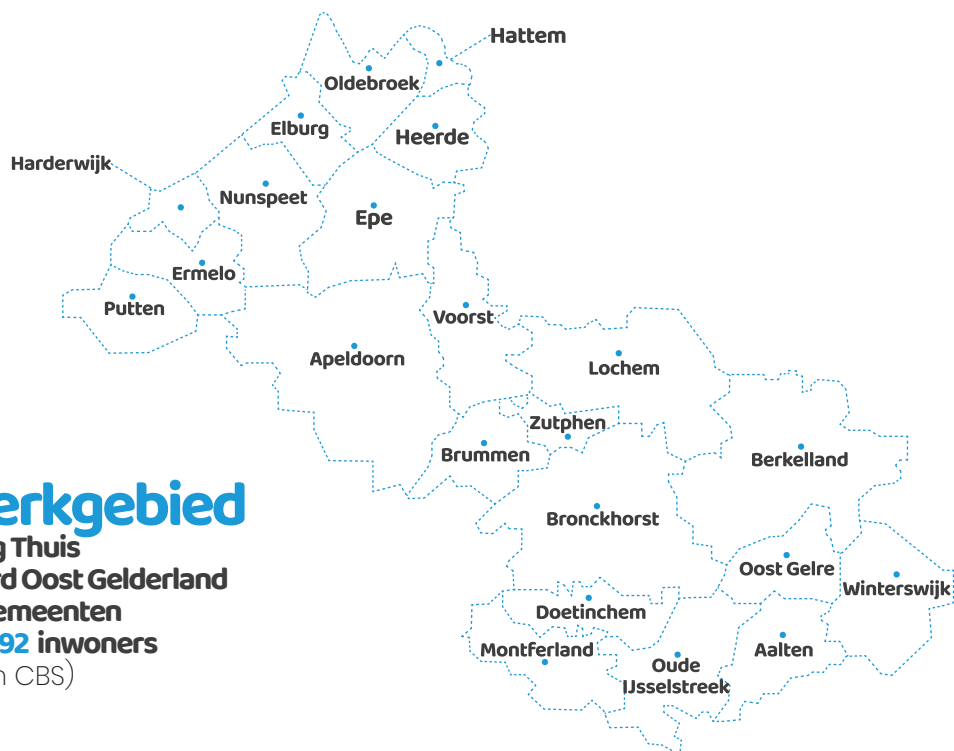 Hattem
Oldebroek
Elburg
Heerde
Harderwijk
Nunspeet
Epe
Ermelo
Putten
Voorst
Apeldoorn
Lochem
Zutphen
Brummen
Berkelland
Bronckhorst
Oost Gelre
Winterswijk
Doetinchem
Montferland
Aalten
Oude
IJsselstreek
erkgebied
g Thuis
rd Oost Gelderland
emeenten
92 inwoners
n CBS)